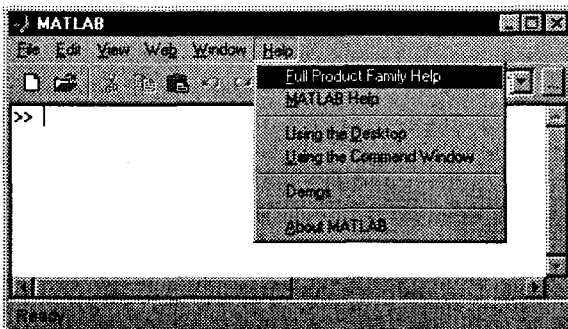 MATLAB
File Edit View Web Window Help
Full Product Family Help
MATLAB Help
Using the Desktop
Using the Command Window
Demos
About MATLAB
>>
Ready